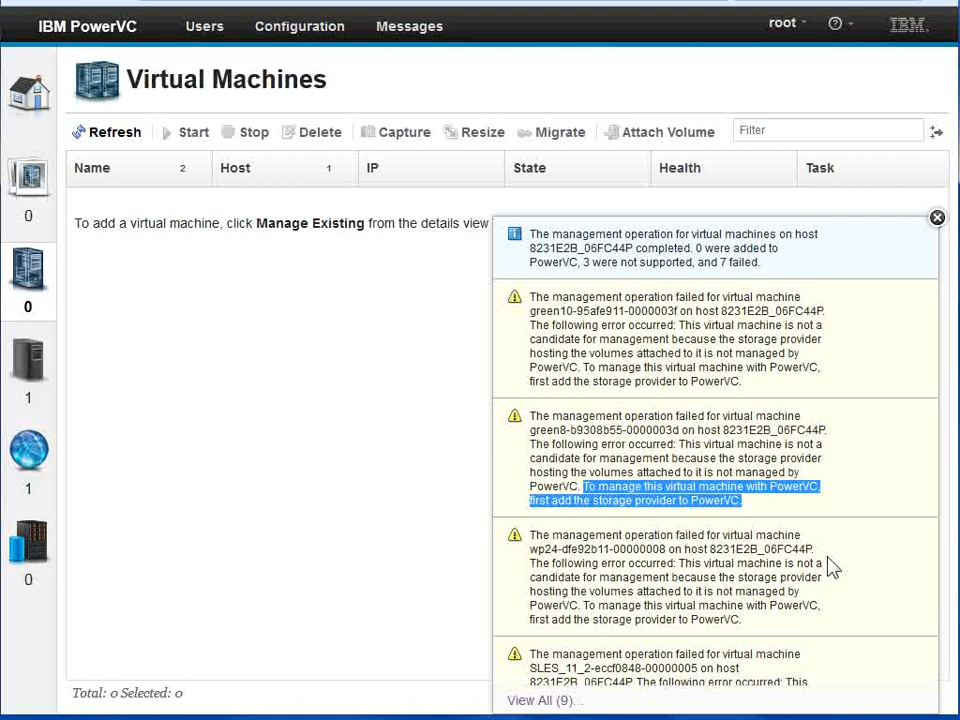 IBM PowerVC Users Configuration Messages root IBM
Virtual Machines
Refresh Start Stop Delete Capture Resize Migrate Attach Volume Filter
Name 2 Host 1 IP State Health Task
0
To add a virtual machine, click Manage Existing from the details view
0
1
1
0
The management operation for virtual machines on host
8231E2B_06FC44P completed. 0 were added to
PowerVC, 3 were not supported, and 7 failed.
The management operation failed for virtual machine
green10-95afe911-0000003f on host 8231E2B_06FC44P.
The following error occurred: This virtual machine is not a
candidate for management because the storage provider
hosting the volumes attached to it is not managed by
PowerVC. To manage this virtual machine with PowerVC,
first add the storage provider to PowerVC.
The management operation failed for virtual machine
green8-b9308b55-0000003d on host 8231E2B_06FC44P.
The following error occurred: This virtual machine is not a
candidate for management because the storage provider
hosting the volumes attached to it is not managed by
PowerVC. To manage this virtual machine with PowerVC,
first add the storage provider to PowerVC.
The management operation failed for virtual machine
wp24-dfe92b11-00000008 on host 8231E2B_06FC44P.
The following error occurred: This virtual machine is not a
candidate for management because the storage provider
hosting the volumes attached to it is not managed by
PowerVC. To manage this virtual machine with PowerVC,
first add the storage provider to PowerVC.
The management operation failed for virtual machine
SLES_11_2-eccf0848-00000005 on host
8231E2B_06FC44P. The following error occurred: This
View All (9)...
Total: 0 Selected: 0